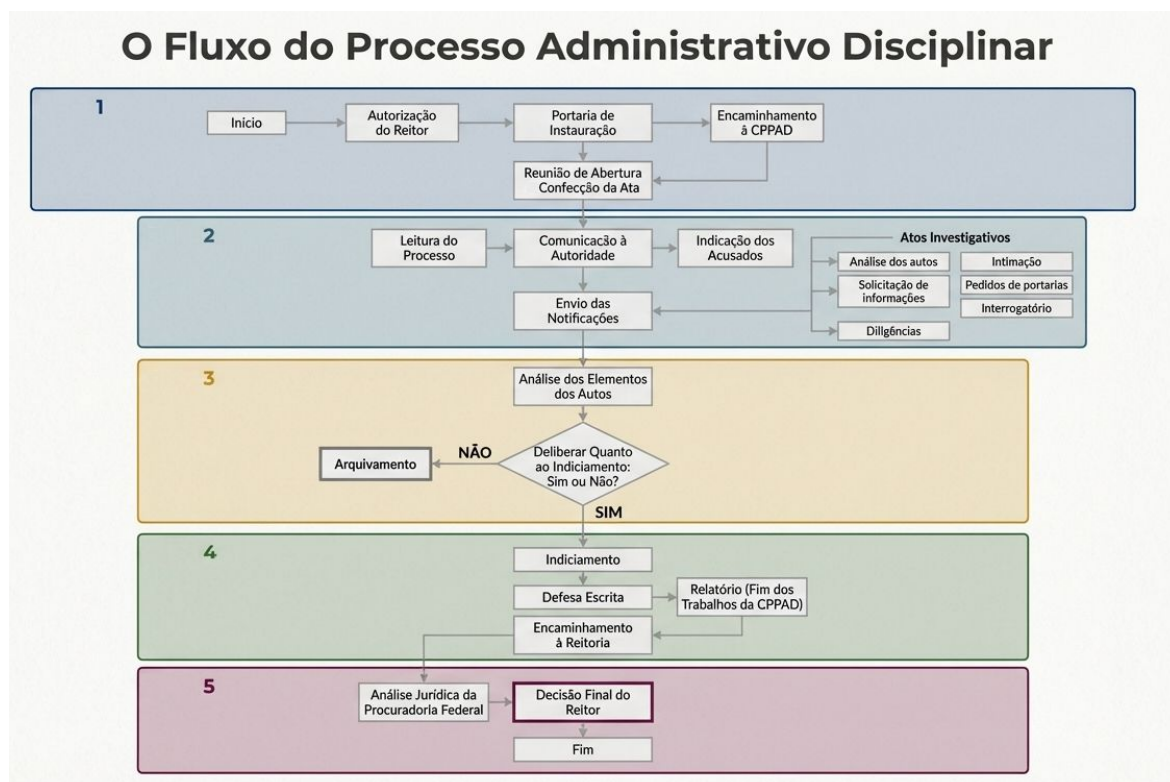 O Fluxo do Processo Administrativo Disciplinar
1
Início
Autorização
do Reitor
Portaria de
Instauração
Encaminhamento
à CPPAD
Reunião de Abertura
Confecção da Ata
2
Leitura do
Processo
Comunicacão à
Autoridade
Indicação dos
Acusados
Envio das
Notificações
Atos Investigativos
Análise dos autos
Solicitação de
informações
Diligências
Intimação
Pedidos de portarias
Interrogatório
3
Análise dos Elementos
dos Autos
Deliberar Quanto
ao Indiciamento:
Sim ou Não?
NÃO
Arquivamento
SIM
4
Indiciamento
Defesa Escrita
Relatório (Fim dos
Trabalhos da CPPAD)
Encaminhamento
à Reitoria
5
Análise Jurídica da
Procuradoria Federal
Decisão Final do
Reitor
Fim